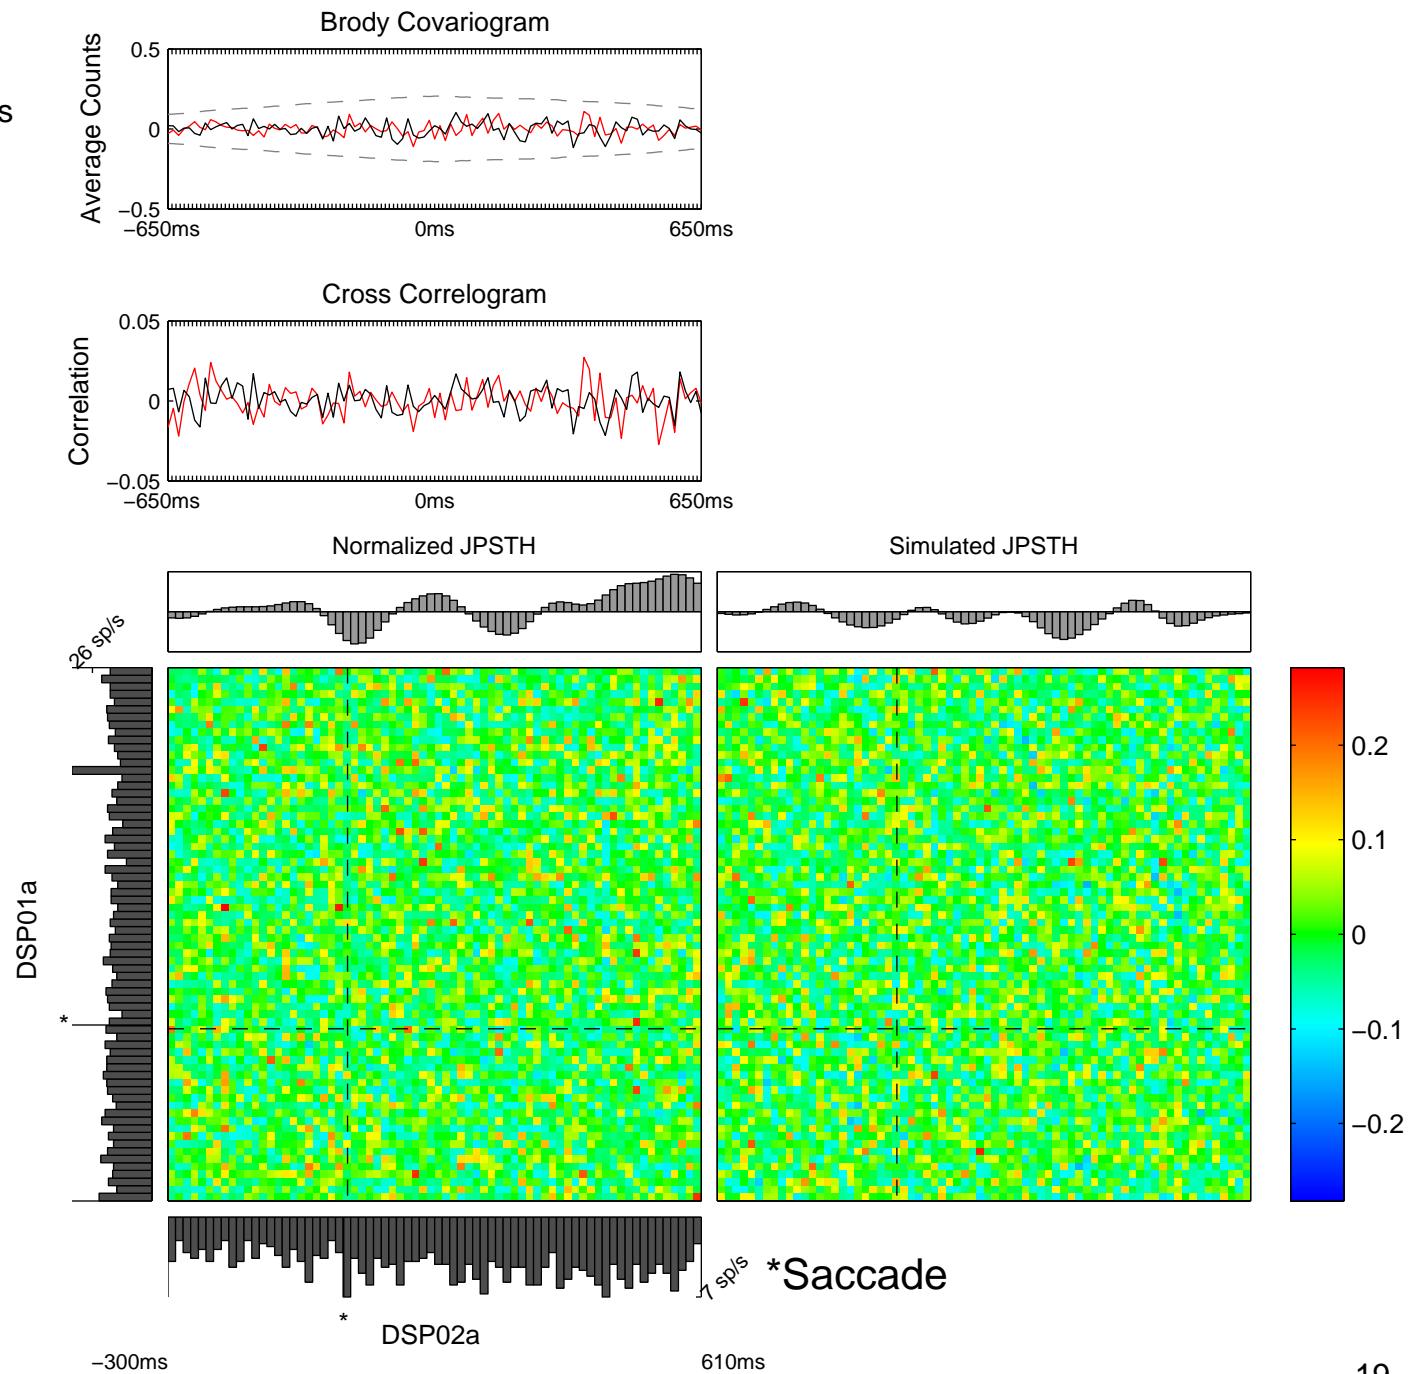 Brody Covariogram
s
Average Counts
0.5
0
−0.5
−650ms 0ms 650ms
Cross Correlogram
Correlation
0.05
0
−0.05
−650ms 0ms 650ms
Normalized JPSTH Simulated JPSTH
26 sp/s
DSP01a
*
0.2
0.1
0
−0.1
−0.2
7 sp/s
*Saccade
*
DSP02a
−300ms 610ms